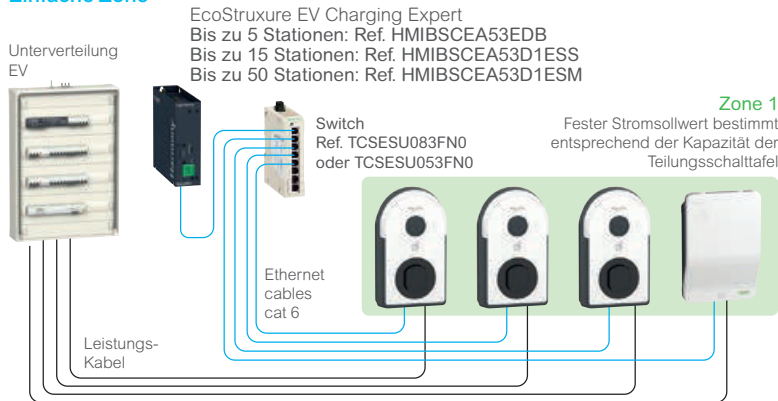 Einfache Zone
EcoStruxure EV Charging Expert
Bis zu 5 Stationen: Ref. HMIBSCEA53EDB
Bis zu 15 Stationen: Ref. HMIBSCEA53D1ESS
Bis zu 50 Stationen: Ref. HMIBSCEA53D1ESM
Unterverteilung
EV
Switch
Ref. TCSESU083FN0
oder TCSESU053FN0
Zone 1
Fester Stromsollwert bestimmt
entsprechend der Kapazität der
Teilungsschalttafel
Ethernet
cables
cat 6
Leistungs-
Kabel